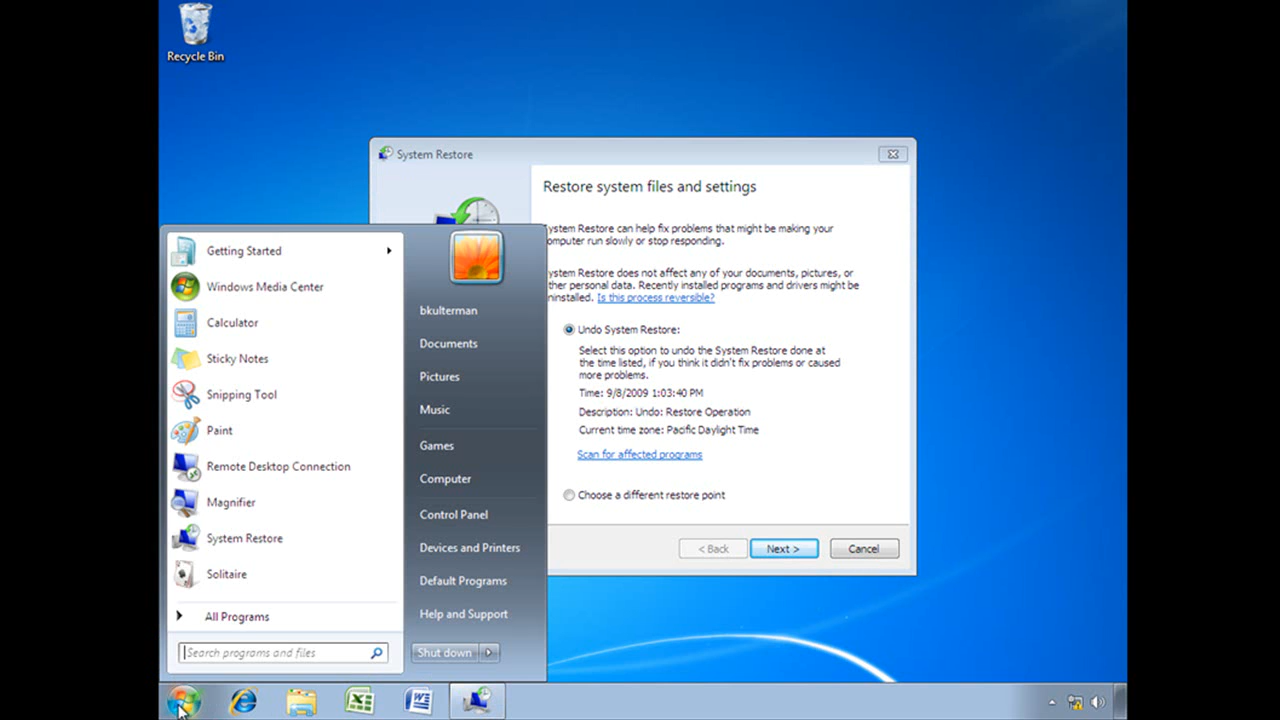 Recycle Bin
System Restore
Restore system files and settings
ystem Restore can help fix problems that might be making your
omputer run slowly or stop responding.
ystem Restore does not affect any of your documents, pictures, or
ther personal data. Recently installed programs and drivers might be
ninstalled. Is this process reversible?
Undo System Restore:
Select this option to undo the System Restore done at
the time listed, if you think it didn't fix problems or caused
more problems.
Time: 9/8/2009 1:03:40 PM
Description: Undo: Restore Operation
Current time zone: Pacific Daylight Time
Scan for affected programs
Choose a different restore point
< Back
Next >
Cancel
Getting Started
Windows Media Center
Calculator
Sticky Notes
Snipping Tool
Paint
Remote Desktop Connection
Magnifier
System Restore
Solitaire
All Programs
Search programs and files
bkulterman
Documents
Pictures
Music
Games
Computer
Control Panel
Devices and Printers
Default Programs
Help and Support
Shut down